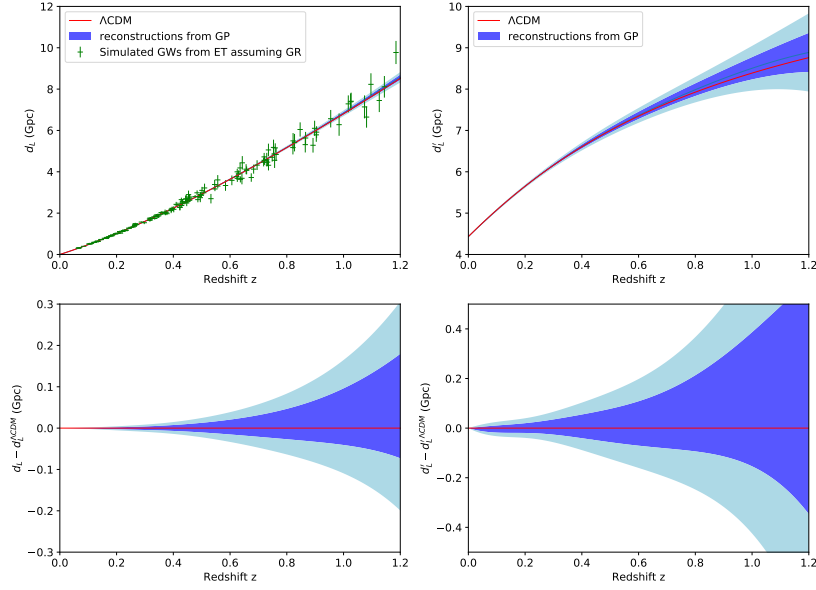 12
10
8
6
4
2
0
d_L (Gpc)
ΛCDM
reconstructions from GP
Simulated GWs from ET assuming GR
0.0 0.2 0.4 0.6 0.8 1.0 1.2
Redshift z
10
9
8
7
6
5
4
d′_L (Gpc)
ΛCDM
reconstructions from GP
0.0 0.2 0.4 0.6 0.8 1.0 1.2
Redshift z
0.3
0.2
0.1
0.0
−0.1
−0.2
−0.3
d_L − d_L^ΛCDM (Gpc)
0.0 0.2 0.4 0.6 0.8 1.0 1.2
Redshift z
0.4
0.2
0.0
−0.2
−0.4
d′_L − d′_L^ΛCDM (Gpc)
0.0 0.2 0.4 0.6 0.8 1.0 1.2
Redshift z